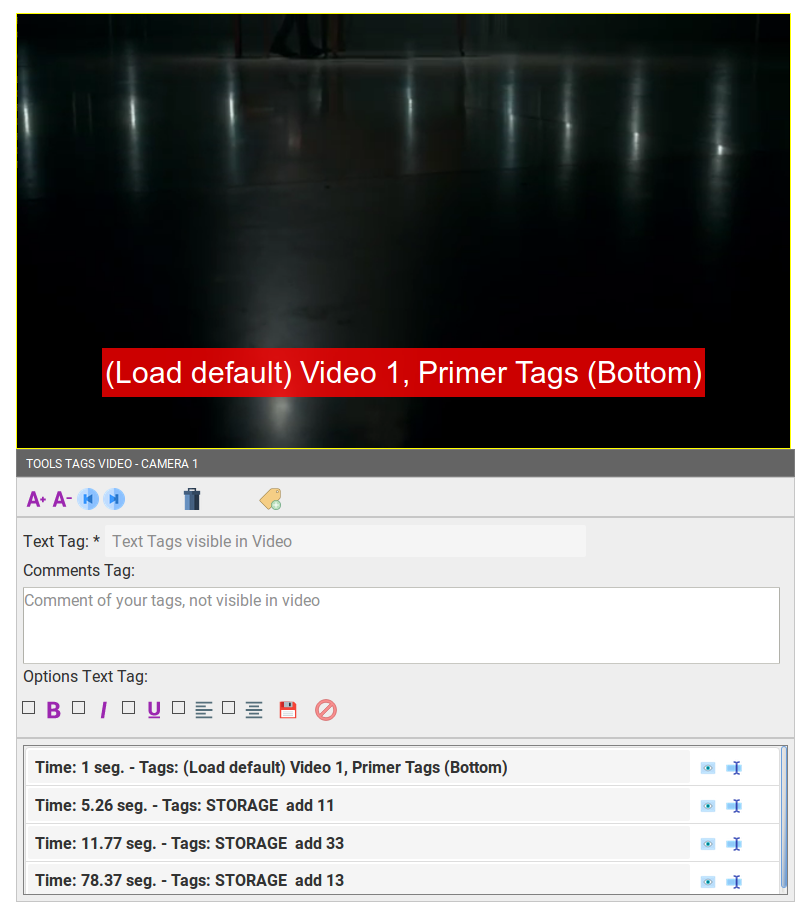 (Load default) Video 1, Primer Tags (Bottom)
TOOLS TAGS VIDEO - CAMERA 1
A+ A-
Text Tag: * Text Tags visible in Video
Comments Tag:
Comment of your tags, not visible in video
Options Text Tag:
B I U
Time: 1 seg. - Tags: (Load default) Video 1, Primer Tags (Bottom)
Time: 5.26 seg. - Tags: STORAGE  add 11
Time: 11.77 seg. - Tags: STORAGE  add 33
Time: 78.37 seg. - Tags: STORAGE  add 13